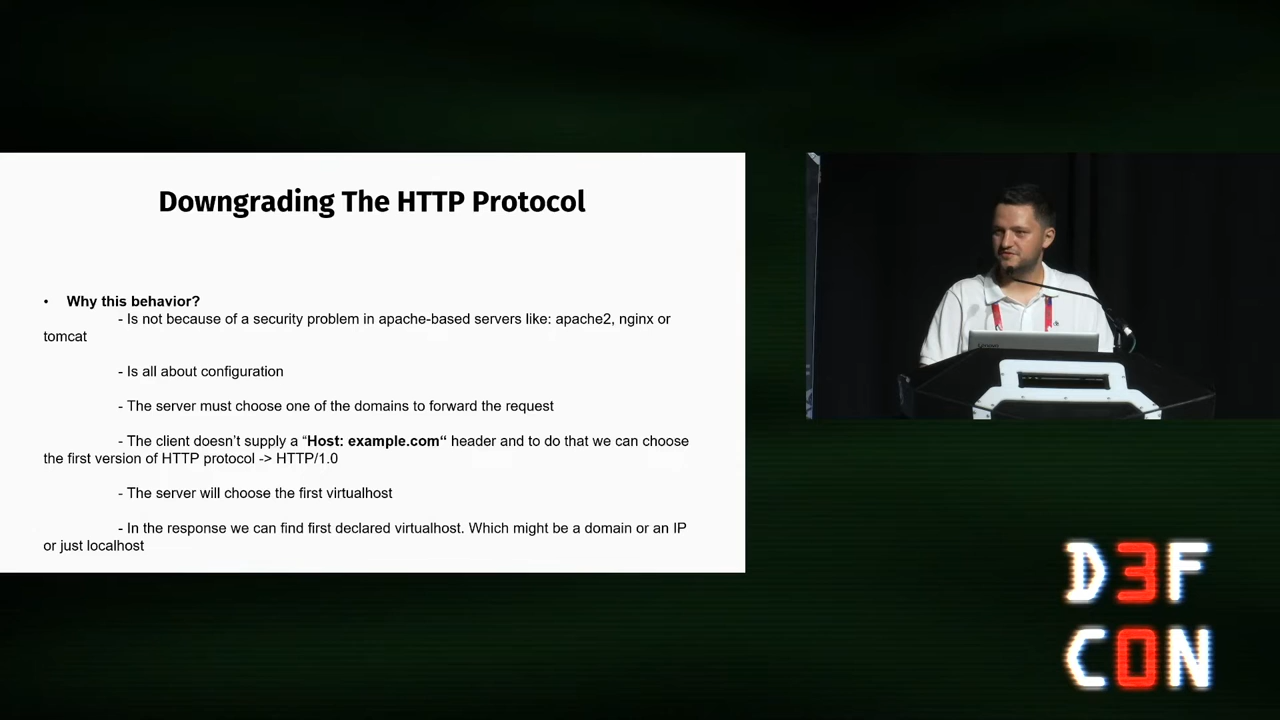 Downgrading The HTTP Protocol
• Why this behavior?
- Is not because of a security problem in apache-based servers like: apache2, nginx or
tomcat
- Is all about configuration
- The server must choose one of the domains to forward the request
- The client doesn’t supply a “Host: example.com“ header and to do that we can choose
the first version of HTTP protocol -> HTTP/1.0
- The server will choose the first virtualhost
- In the response we can find first declared virtualhost. Which might be a domain or an IP
or just localhost
D3F
C0N